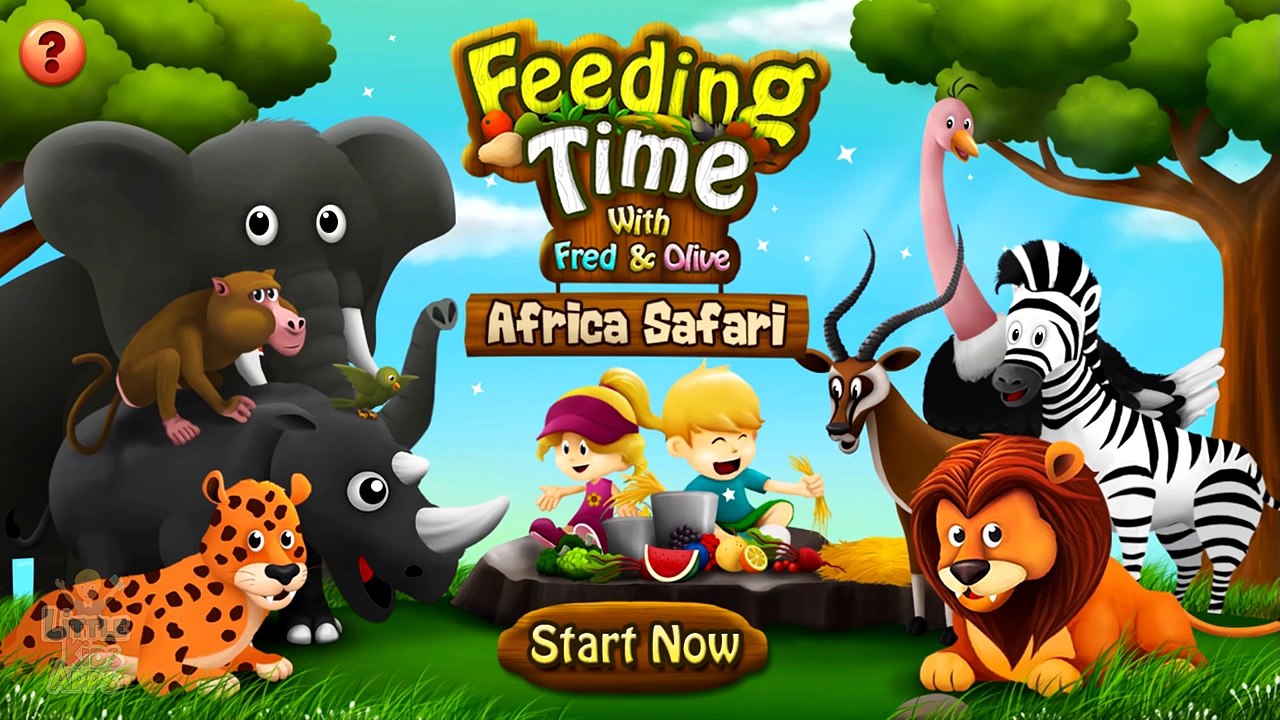 ?
Feeding
Time
With
Fred & Olive
Africa Safari
Start Now
Little
Kids
Apps